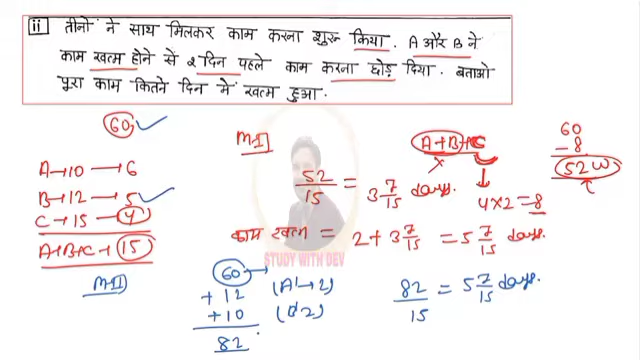 ii तीनों ने साथ मिलकर काम करना शुरू किया. A और B ने
काम खत्म होने से 2 दिन पहले काम करना छोड़ दिया. बताओ
पुरा काम कितने दिन में खत्म हुआ.
60
A→10→6
B→12→5
C→15→4
A+B+C→15
M-I
A+B+C
52/15 = 3 7/15 days.
4×2=8
60
-8
52W
काम खत्म = 2 + 3 7/15 = 5 7/15 days.
STUDY WITH DEV
M-II
60
+ 12 (A→2)
+ 10
82
82/15 = 5 7/15 days.